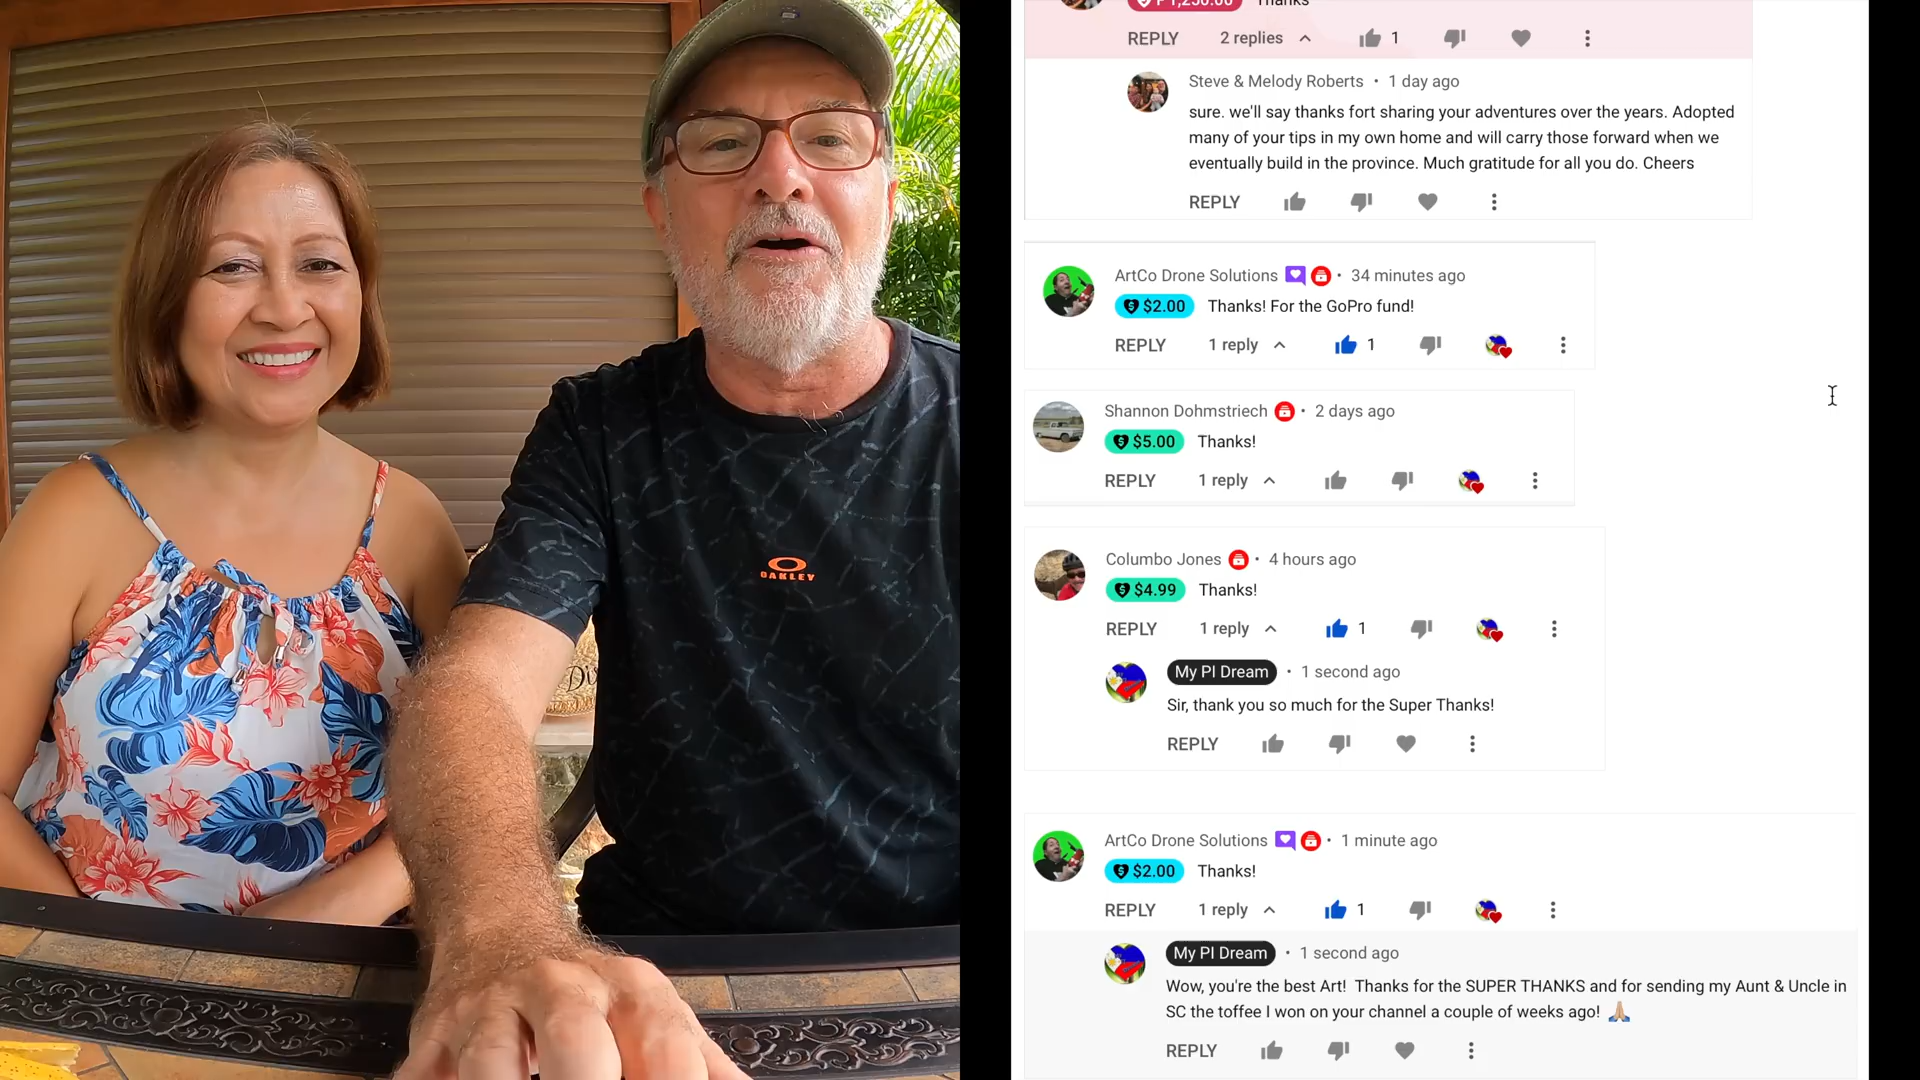 ₱1,250.00 Thanks
REPLY 2 replies 1
Steve & Melody Roberts • 1 day ago
sure. we'll say thanks fort sharing your adventures over the years. Adopted
many of your tips in my own home and will carry those forward when we
eventually build in the province. Much gratitude for all you do. Cheers
REPLY
ArtCo Drone Solutions • 34 minutes ago
$2.00 Thanks! For the GoPro fund!
REPLY 1 reply 1
Shannon Dohmstriech • 2 days ago
$5.00 Thanks!
REPLY 1 reply
Columbo Jones • 4 hours ago
$4.99 Thanks!
REPLY 1 reply 1
My PI Dream • 1 second ago
Sir, thank you so much for the Super Thanks!
REPLY
ArtCo Drone Solutions • 1 minute ago
$2.00 Thanks!
REPLY 1 reply 1
My PI Dream • 1 second ago
Wow, you're the best Art! Thanks for the SUPER THANKS and for sending my Aunt & Uncle in
SC the toffee I won on your channel a couple of weeks ago! 🙏🏼
REPLY
OAKLEY